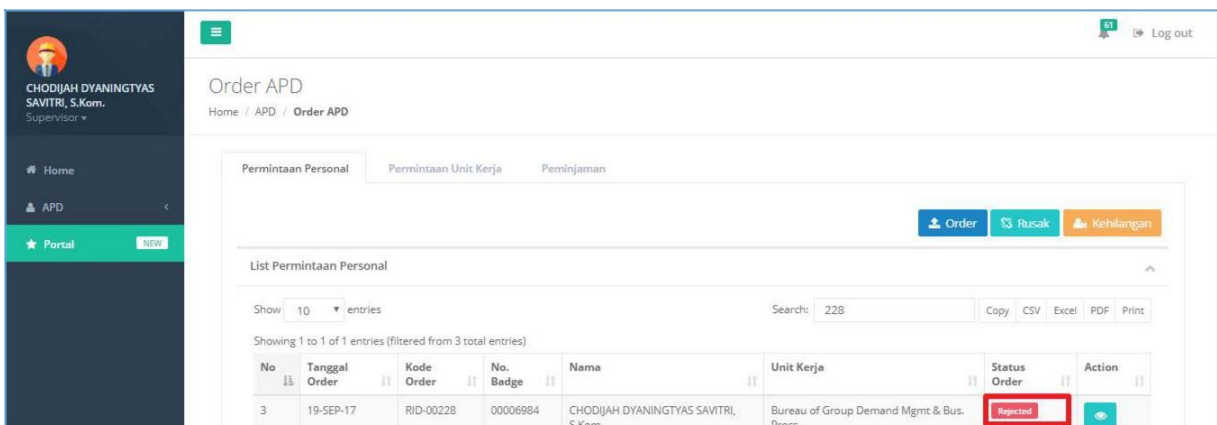 61
Log out
CHODIJAH DYANINGTYAS
SAVITRI, S.Kom.
Supervisor
Home
APD
Portal NEW
Order APD
Home / APD / Order APD
Permintaan Personal Permintaan Unit Kerja Peminjaman
Order Rusak Kehilangan
List Permintaan Personal
Show 10 entries Search: 228 Copy CSV Excel PDF Print
Showing 1 to 1 of 1 entries (filtered from 3 total entries)
No Tanggal Order Kode Order No. Badge Nama Unit Kerja Status Order Action
3 19-SEP-17 RID-00228 00006984 CHODIJAH DYANINGTYAS SAVITRI, Bureau of Group Demand Mgmt & Bus. Rejected
S.Kom. Process